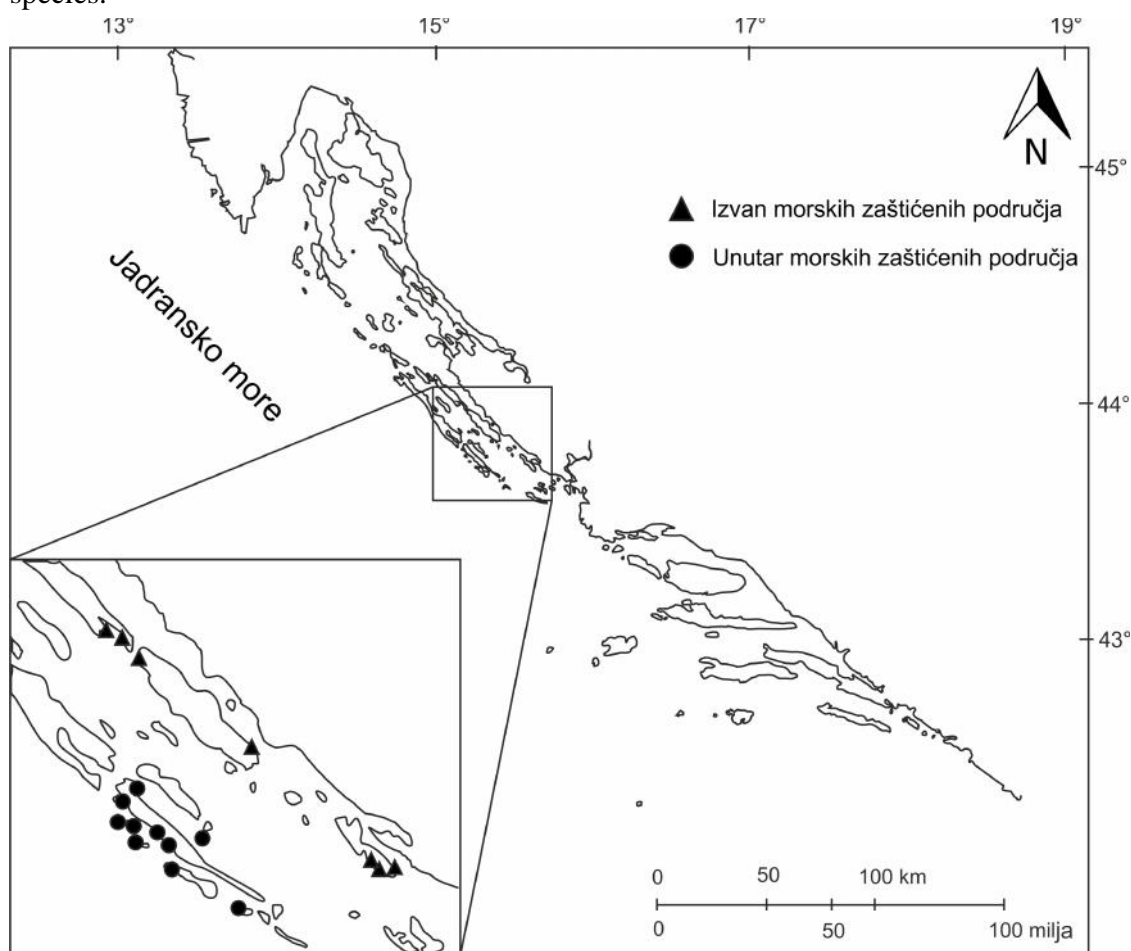 species.
13° 15° 17° 19°
N
45°
Izvan morskih zaštićenih područja
Unutar morskih zaštićenih područja
Jadransko more
44°
43°
0 50 100 km
0 50 100 milja